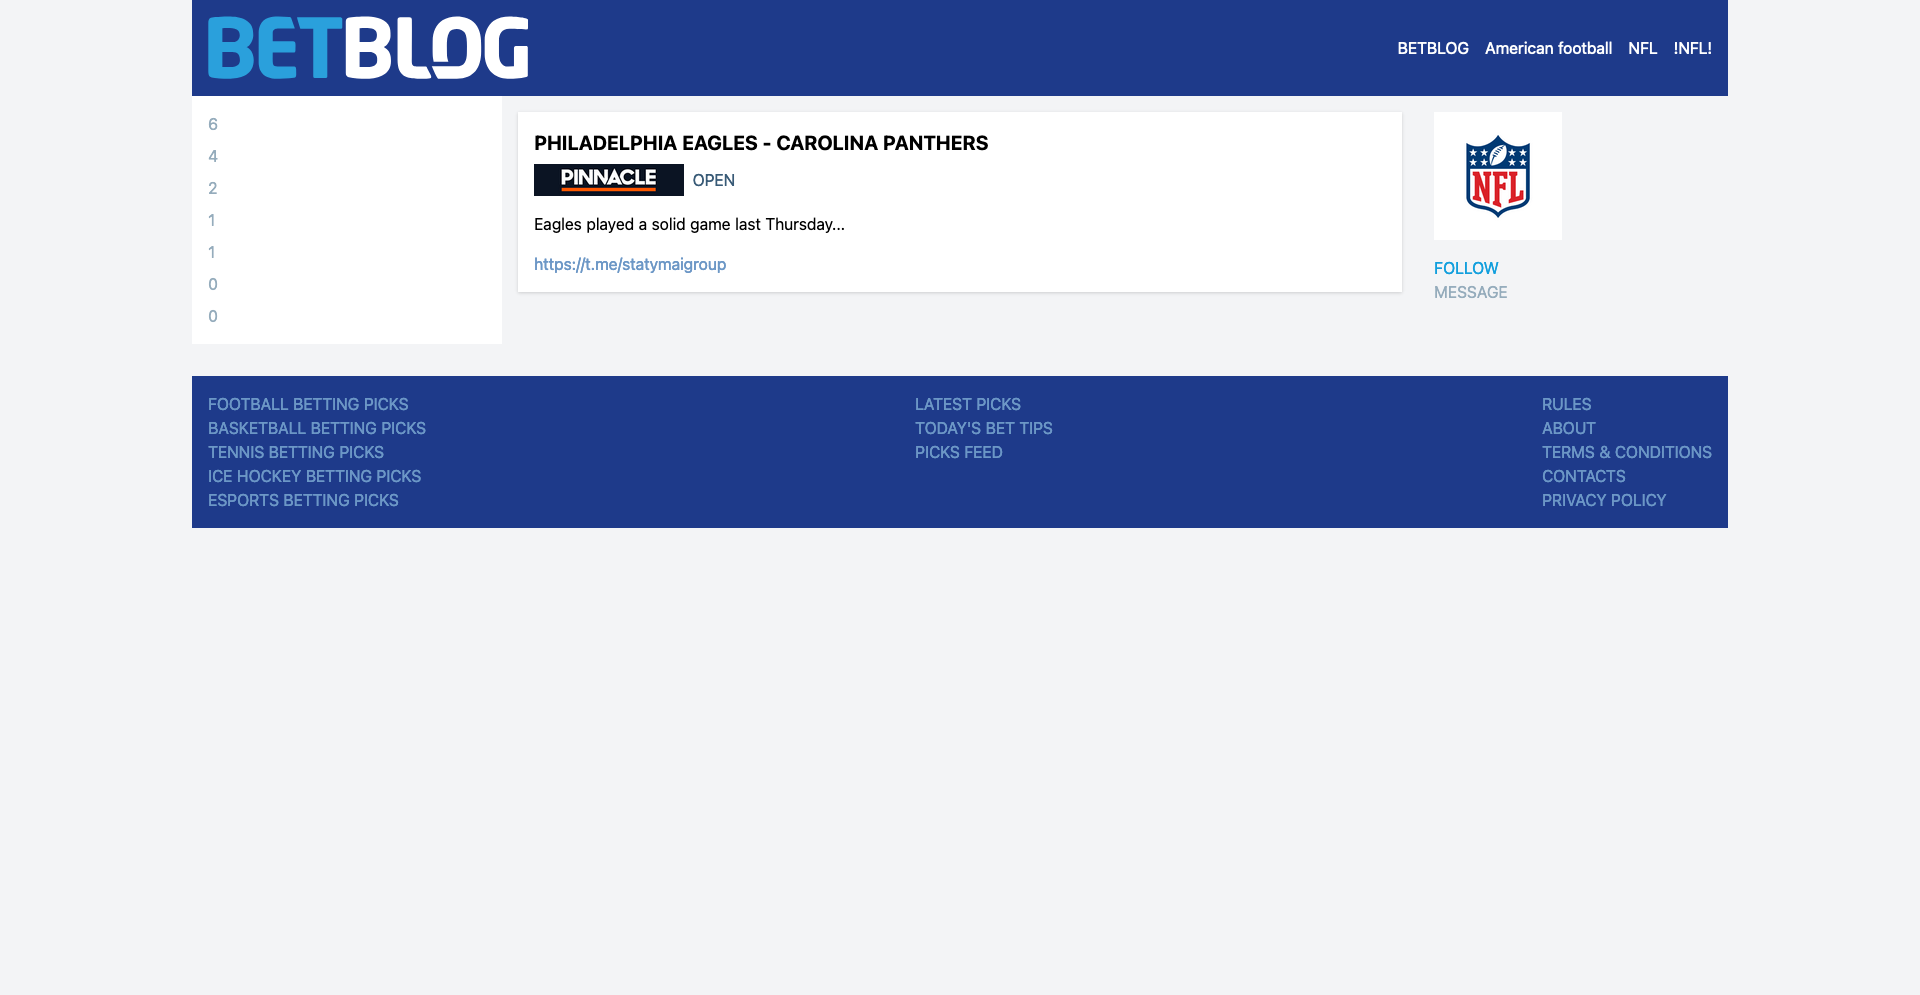 BETBLOG
BETBLOG American football NFL !NFL!
6
4
2
1
1
0
0
PHILADELPHIA EAGLES - CAROLINA PANTHERS
PINNACLE OPEN
Eagles played a solid game last Thursday...
https://t.me/statymaigroup
NFL
FOLLOW
MESSAGE
FOOTBALL BETTING PICKS
BASKETBALL BETTING PICKS
TENNIS BETTING PICKS
ICE HOCKEY BETTING PICKS
ESPORTS BETTING PICKS
LATEST PICKS
TODAY'S BET TIPS
PICKS FEED
RULES
ABOUT
TERMS & CONDITIONS
CONTACTS
PRIVACY POLICY